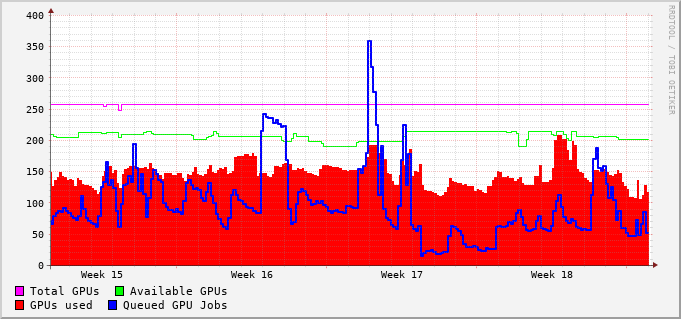 400
350
300
250
200
150
100
50
0
Week 15 Week 16 Week 17 Week 18
Total GPUs Available GPUs
GPUs used Queued GPU Jobs
RRDTOOL / TOBI OETIKER